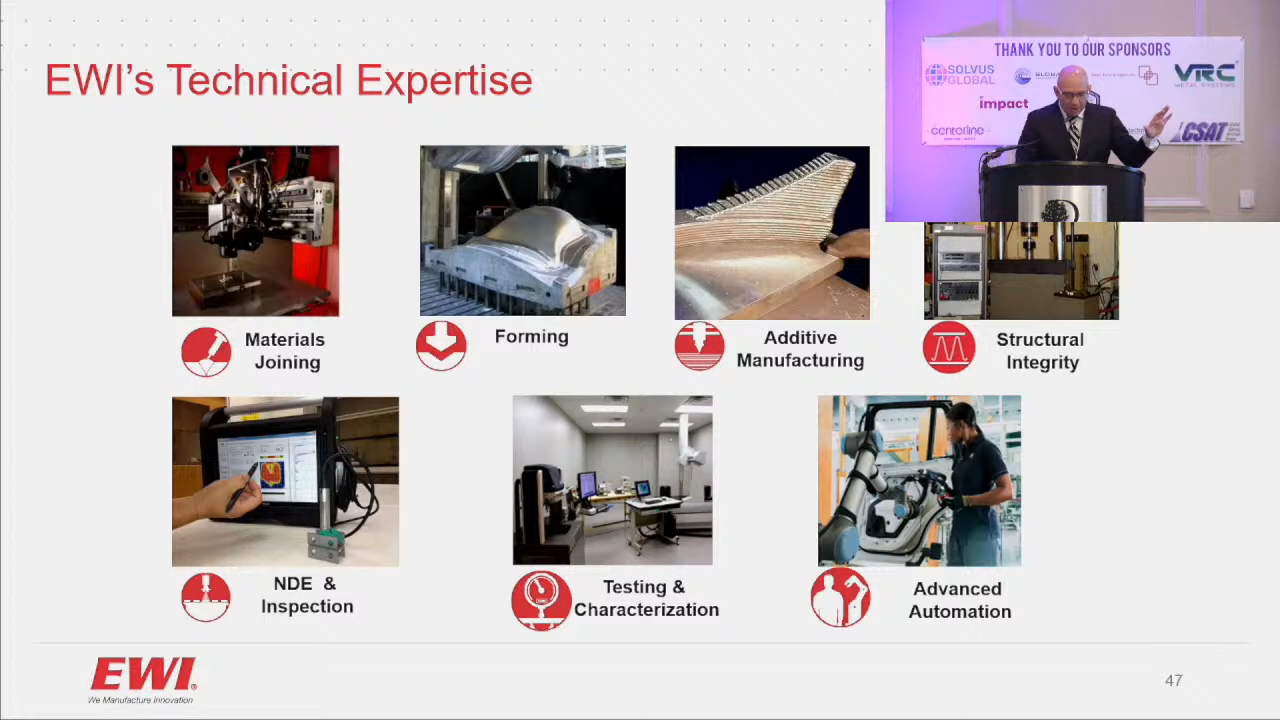 EWI's Technical Expertise
THANK YOU TO OUR SPONSORS
SOLVUS
GLOBAL
VRC
METAL SYSTEMS
impact
centerline
CSAT
Materials
Joining
Forming
Additive
Manufacturing
Structural
Integrity
NDE &
Inspection
Testing &
Characterization
Advanced
Automation
EWI®
We Manufacture Innovation
47